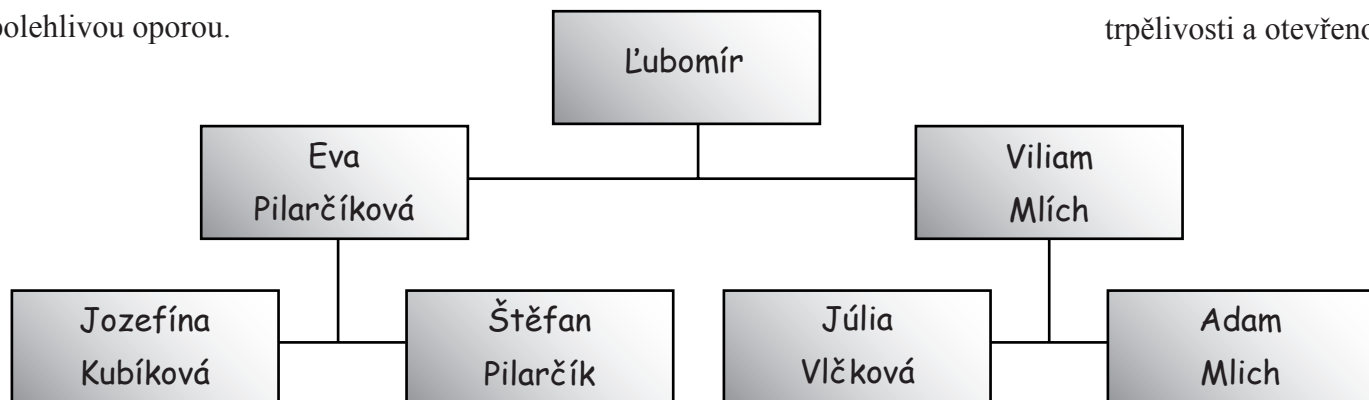 polehlivou oporou.
trpělivosti a otevřeno
Ľubomír
Eva
Pilarčíková
Viliam
Mlích
Jozefína
Kubíková
Štěfan
Pilarčík
Júlia
Vlčková
Adam
Mlich